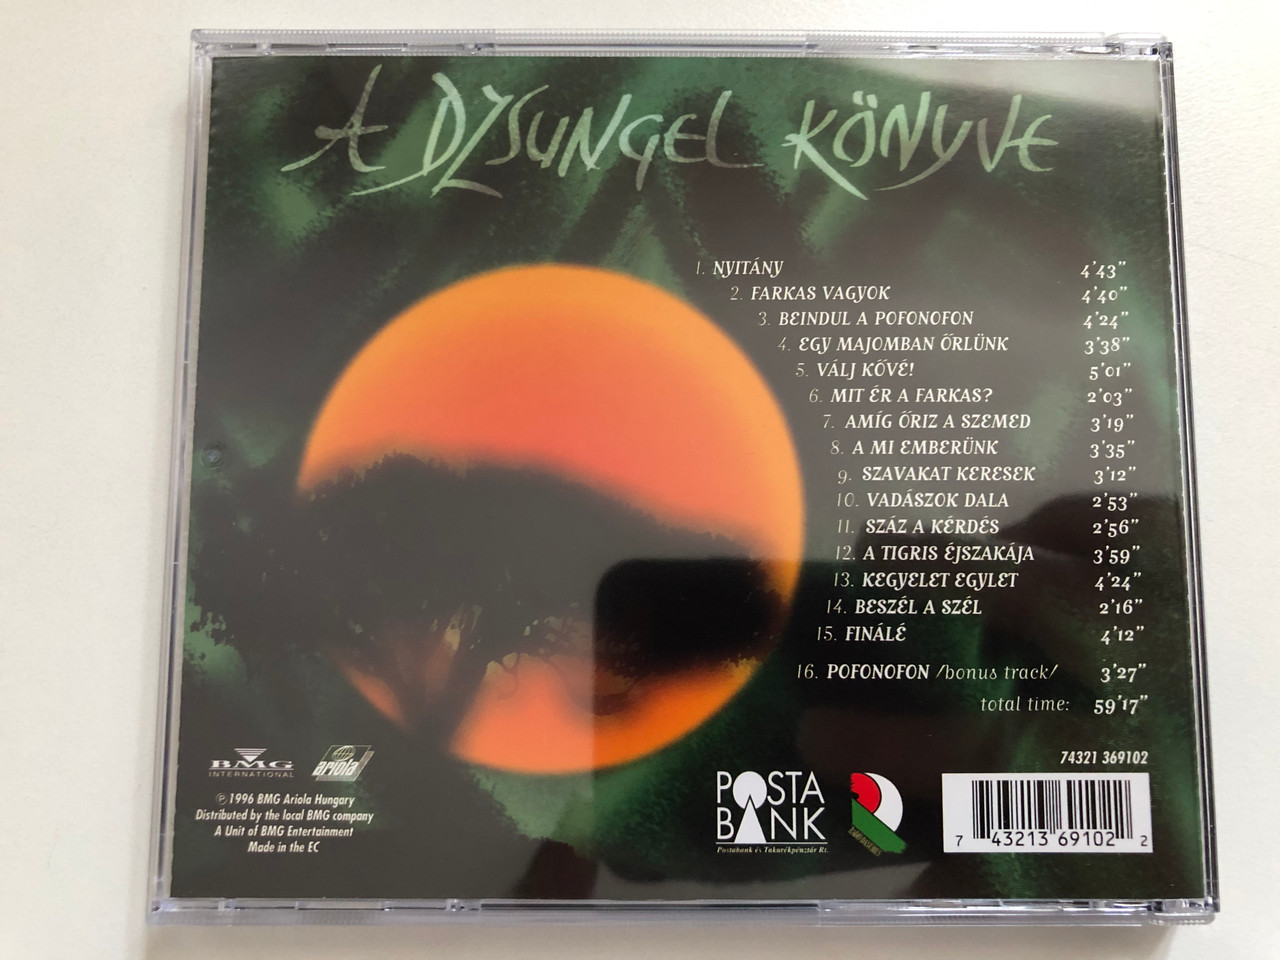 A DZSUNGEL KÖNYVE
1. NYITÁNY 4'43"
2. FARKAS VAGYOK 4'40"
3. BEINDUL A POFONOFON 4'24"
4. EGY MAJOMBAN ŐRLÜNK 3'38"
5. VÁLJ KŐVÉ! 5'01"
6. MIT ÉR A FARKAS? 2'03"
7. AMÍG ŐRIZ A SZEMED 3'19"
8. A MI EMBERÜNK 3'35"
9. SZAVAKAT KERESEK 3'12"
10. VADÁSZOK DALA 2'53"
11. SZÁZ A KÉRDÉS 2'56"
12. A TIGRIS ÉJSZAKÁJA 3'59"
13. KEGYELET EGYLET 4'24"
14. BESZÉL A SZÉL 2'16"
15. FINÁLÉ 4'12"
16. POFONOFON /bonus track/ 3'27"
total time: 59'17"
BMG
INTERNATIONAL
ariola
℗ 1996 BMG Ariola Hungary
Distributed by the local BMG company
A Unit of BMG Entertainment
Made in the EC
POSTA
BANK
Postabank és Takarékpénztár Rt.
74321 369102
7 43213 69102 2